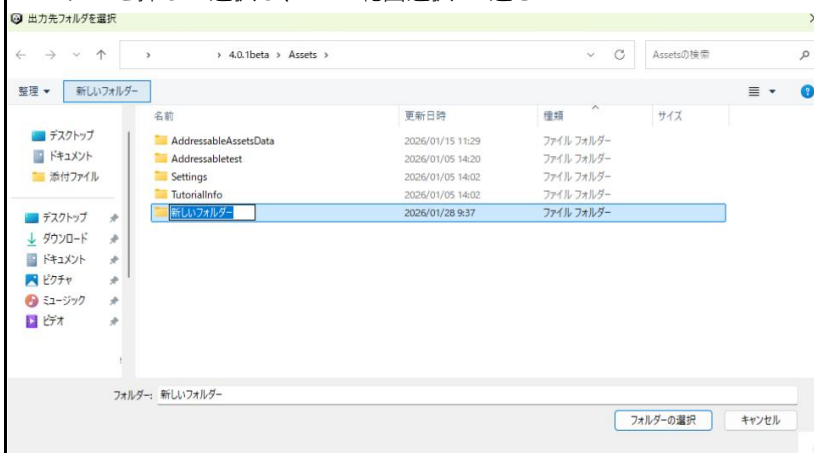 出力先フォルダを選択
4.0.1beta › Assets ›
Assetsの検索
整理
新しいフォルダー
名前 更新日時 種類 サイズ
AddressableAssetsData 2026/01/15 11:29 ファイル フォルダー
Addressabletest 2026/01/05 14:20 ファイル フォルダー
Settings 2026/01/05 14:02 ファイル フォルダー
TutorialInfo 2026/01/05 14:02 ファイル フォルダー
新しいフォルダー 2026/01/28 9:37 ファイル フォルダー
デスクトップ
ドキュメント
添付ファイル
デスクトップ
ダウンロード
ドキュメント
ピクチャ
ミュージック
ビデオ
フォルダー: 新しいフォルダー
フォルダーの選択 キャンセル